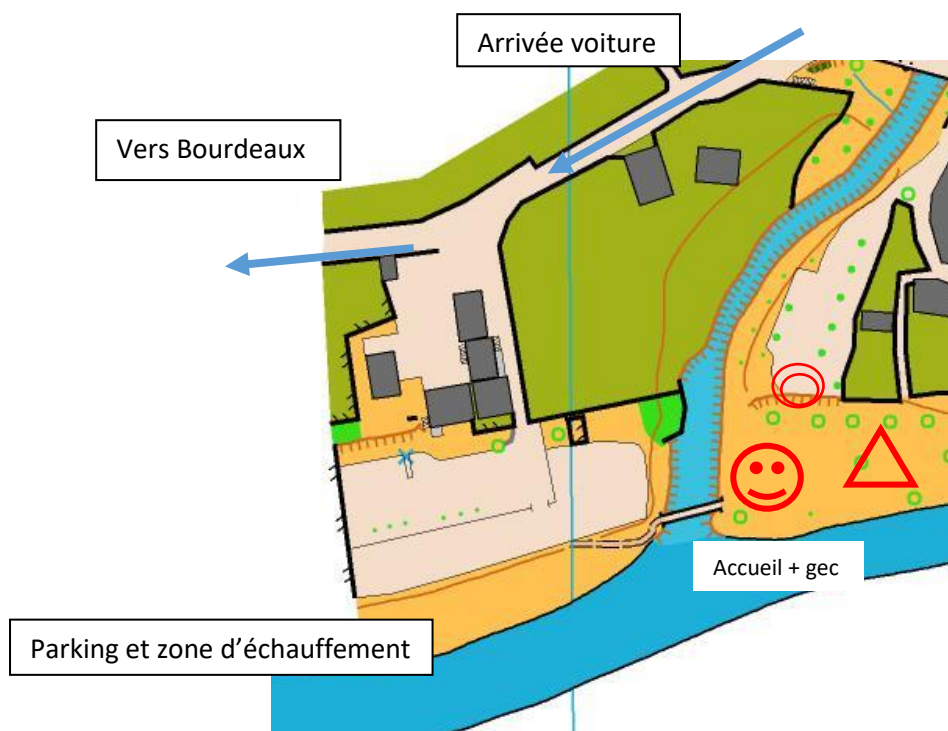 Arrivée voiture
Vers Bourdeaux
Accueil + gec
Parking et zone d’échauffement